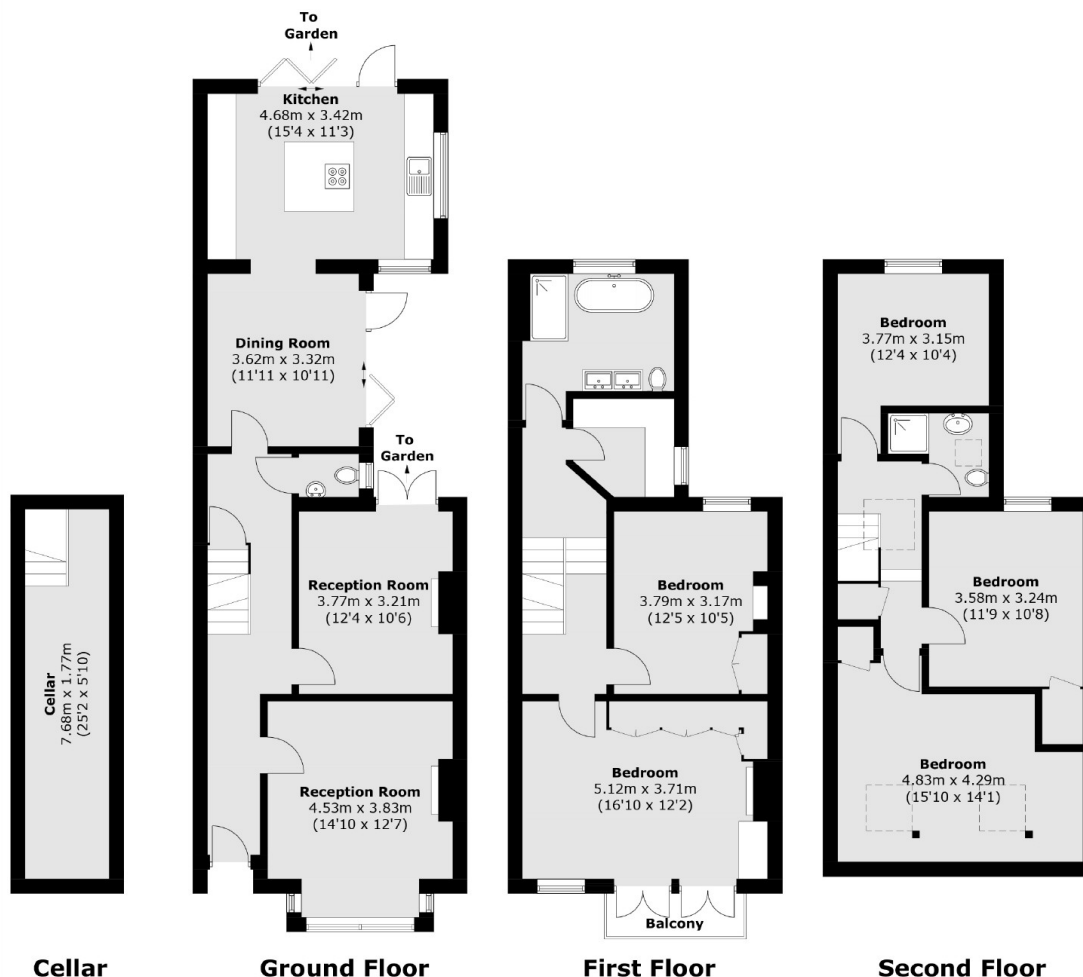 To
Garden
Kitchen
4.68m x 3.42m
(15'4 x 11'3)
Dining Room
3.62m x 3.32m
(11'11 x 10'11)
To
Garden
Reception Room
3.77m x 3.21m
(12'4 x 10'6)
Reception Room
4.53m x 3.83m
(14'10 x 12'7)
Cellar
7.68m x 1.77m
(25'2 x 5'10)
Bedroom
3.79m x 3.17m
(12'5 x 10'5)
Bedroom
5.12m x 3.71m
(16'10 x 12'2)
Balcony
Bedroom
3.77m x 3.15m
(12'4 x 10'4)
Bedroom
3.58m x 3.24m
(11'9 x 10'8)
Bedroom
4.83m x 4.29m
(15'10 x 14'1)
Cellar
Ground Floor
First Floor
Second Floor